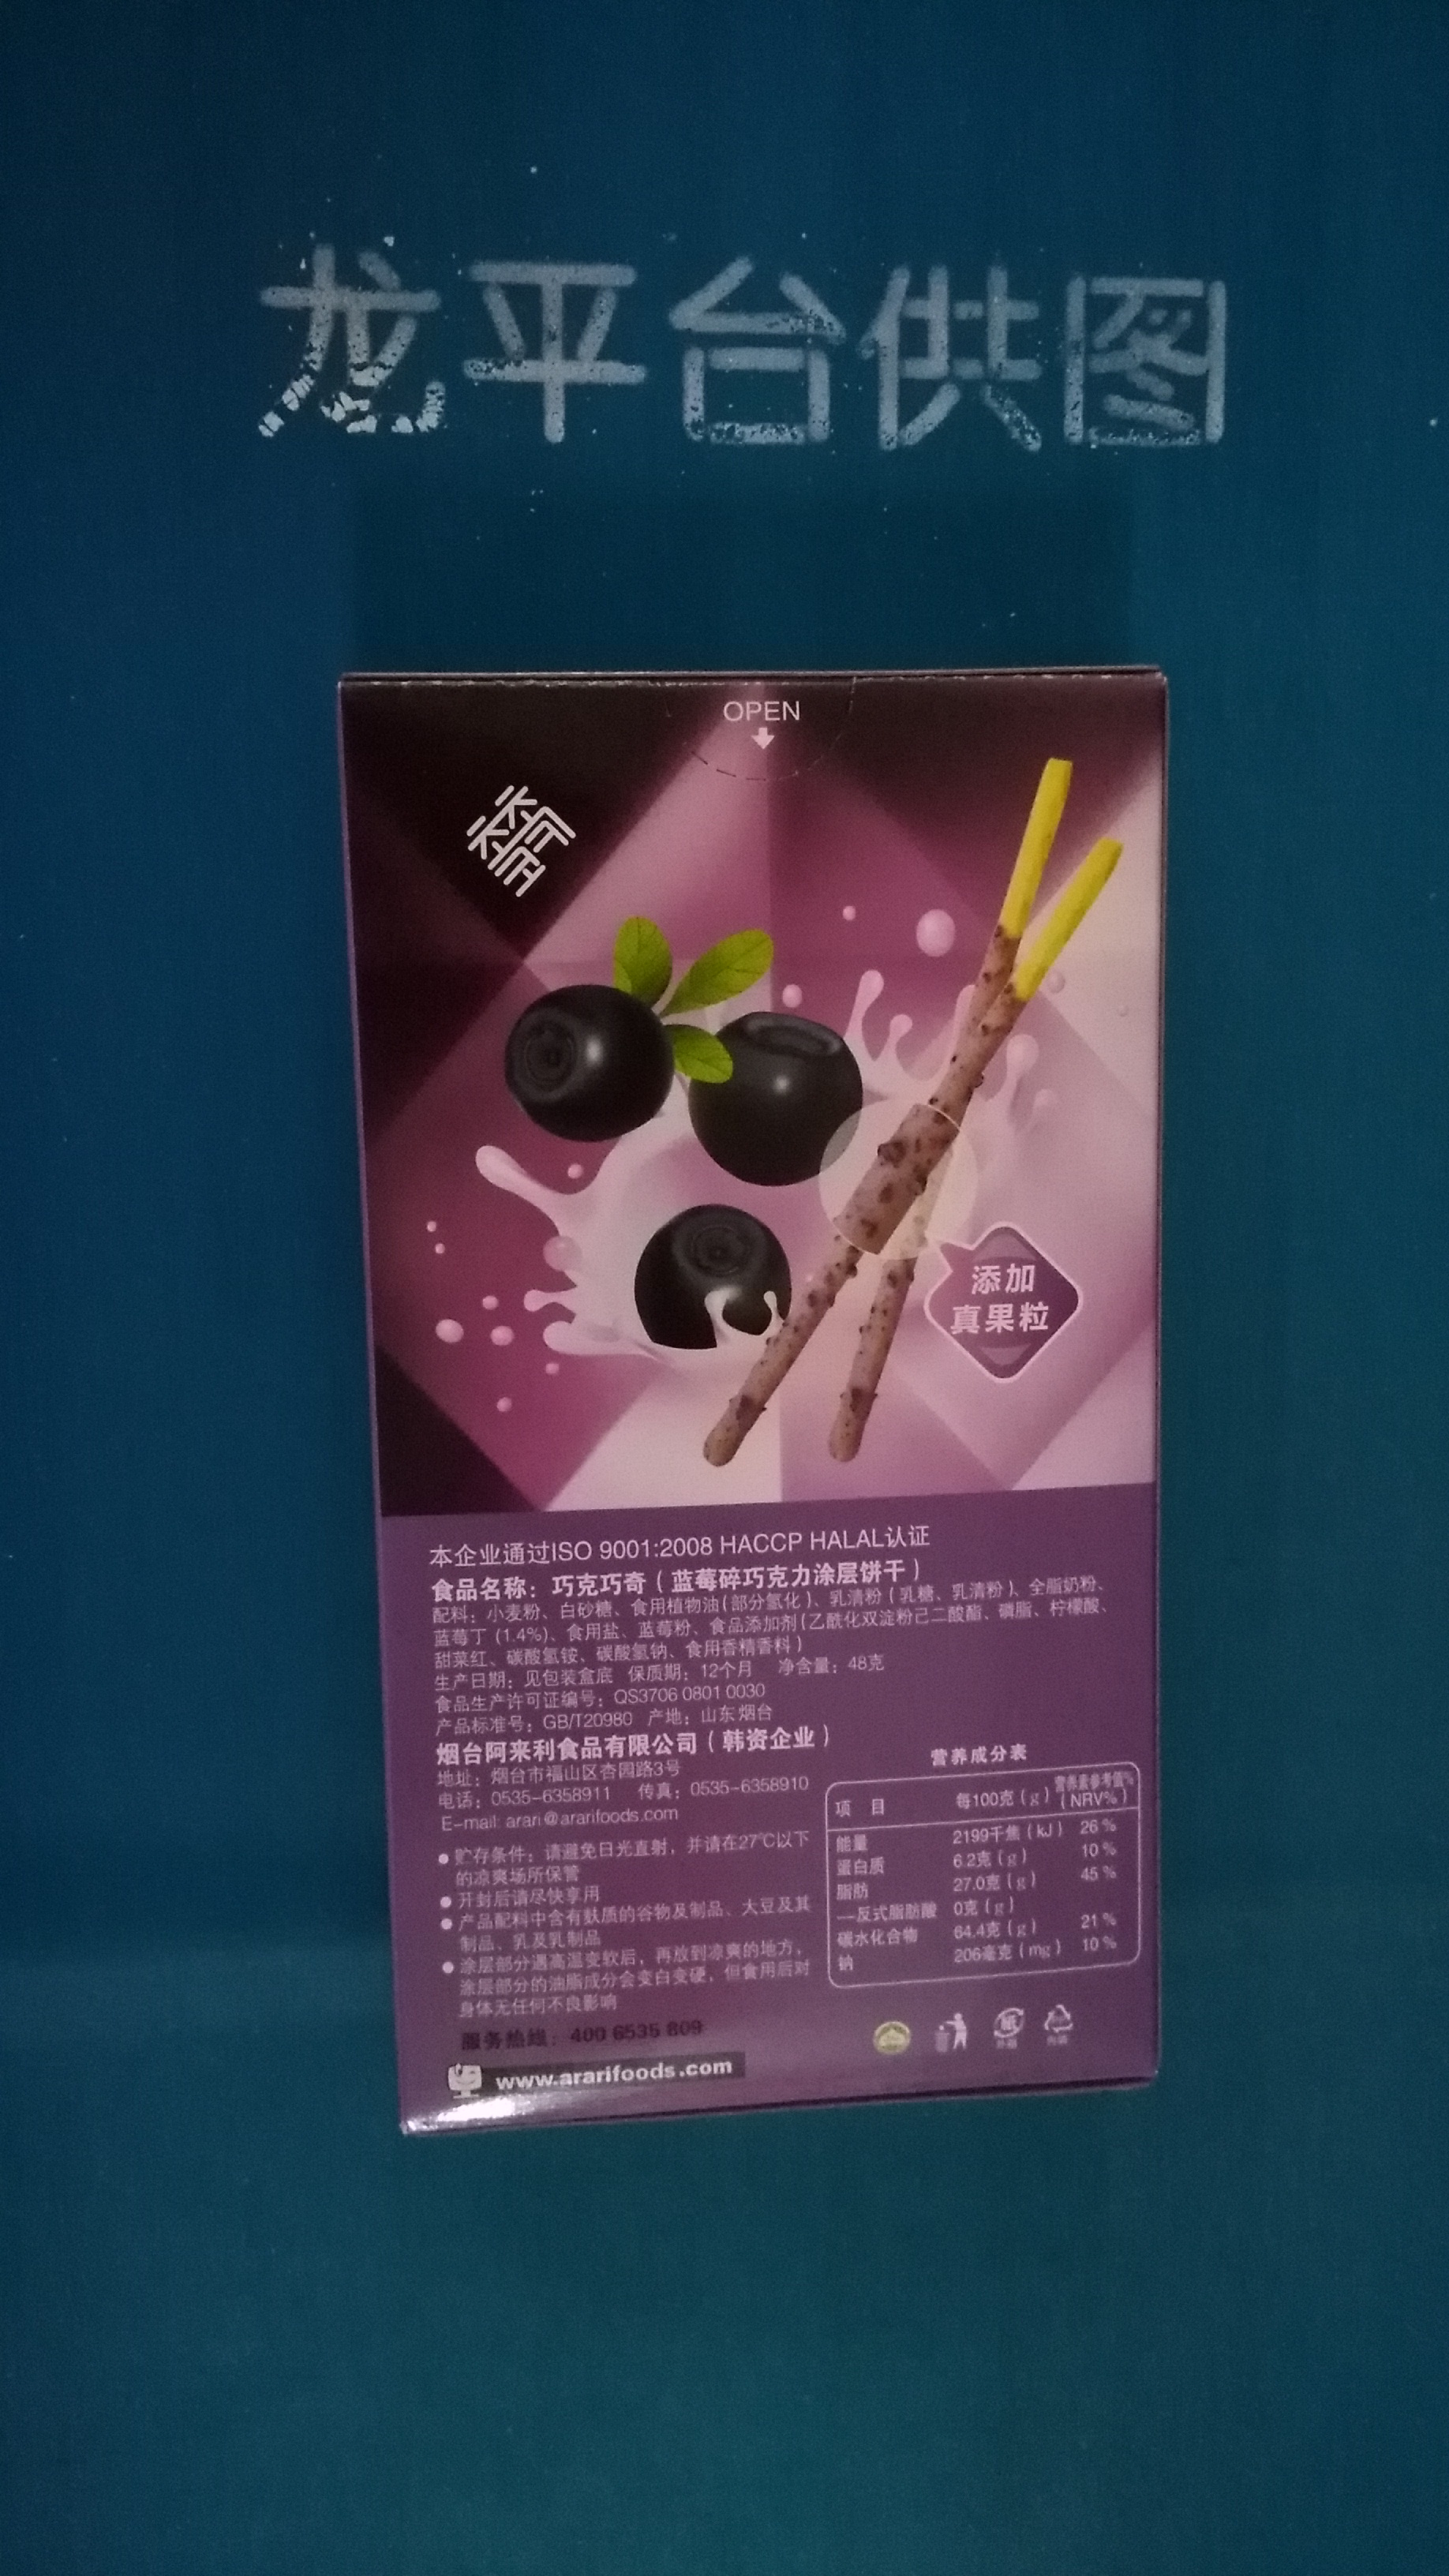 龙平台供图
OPEN
添加
真果粒
本企业通过ISO 9001:2008 HACCP HALAL认证
食品名称：巧克巧奇（蓝莓碎巧克力涂层饼干）
配料：小麦粉、白砂糖、食用植物油(部分氢化)、乳清粉（乳糖、乳清粉）、全脂奶粉、
蓝莓丁 (1.4%)、食用盐、蓝莓粉、食品添加剂(乙酰化双淀粉己二酸酯、磷脂、柠檬酸、
甜菜红、碳酸氢铵、碳酸氢钠、食用香精香料）
生产日期：见包装盒底 保质期：12个月 净含量：48克
食品生产许可证编号：QS3706 0801 0030
产品标准号：GB/T20980 产地：山东烟台
烟台阿来利食品有限公司（韩资企业）
地址：烟台市福山区杏园路3号
电话：0535-6358911 传真：0535-6358910
E-mail: arari@ararifoods.com
贮存条件：请避免日光直射，并请在27℃以下
的凉爽场所保管
开封后请尽快享用
产品配料中含有麸质的谷物及制品、大豆及其
制品、乳及乳制品
涂层部分遇高温变软后，再放到凉爽的地方，
涂层部分的油脂成分会变白变硬，但食用后对
身体无任何不良影响
服务热线：400 6535 809
www.ararifoods.com
营养成分表
项 目 每100克（g） 营养素参考值% (NRV%)
能量 2199千焦（kJ） 26 %
蛋白质 6.2克（g） 10 %
脂肪 27.0克（g） 45 %
—反式脂肪酸 0克（g）
碳水化合物 64.4克（g） 21 %
钠 206毫克（mg） 10 %